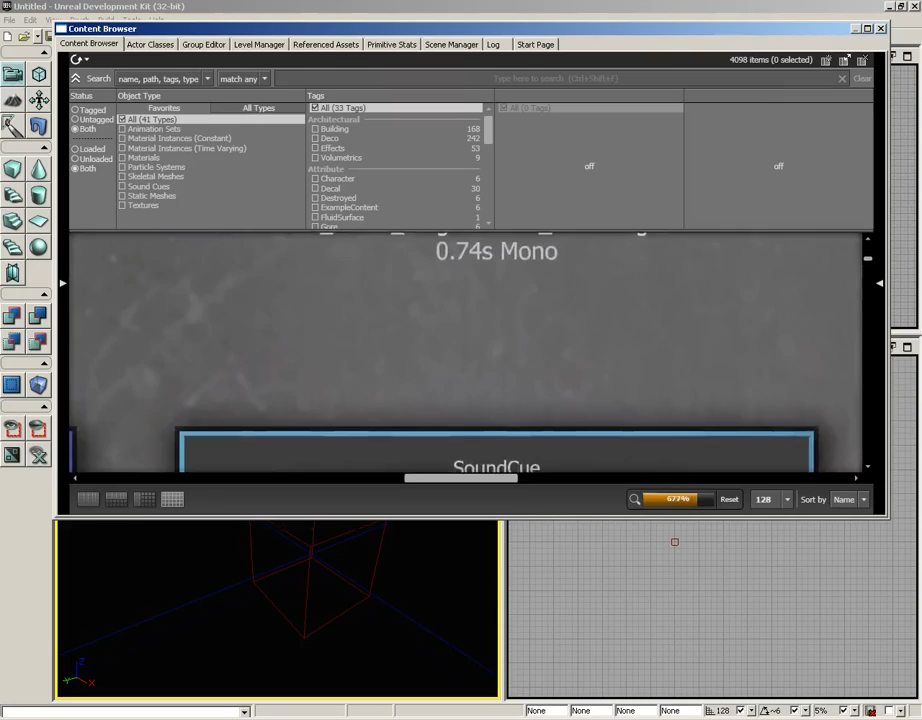 Untitled - Unreal Development Kit (32-bit)
Content Browser
Content Browser
Actor Classes
Group Editor
Level Manager
Referenced Assets
Primitive Stats
Scene Manager
Log
Start Page
4098 items (0 selected)
Search
name, path, tags, type
match any
Type here to search (Ctrl+Shift+F)
Clear
Status
Object Type
Tags
Favorites
All Types
All (33 Tags)
All (0 Tags)
Tagged
Untagged
Both
Loaded
Unloaded
Both
All (41 Types)
Animation Sets
Material Instances (Constant)
Material Instances (Time Varying)
Materials
Particle Systems
Skeletal Meshes
Sound Cues
Static Meshes
Textures
Architectural
Building 168
Deco 242
Effects 53
Volumetrics 9
Attribute
Character 6
Decal 30
Destroyed 6
ExampleContent 6
FluidSurface 1
Gore 6
off
off
0.74s Mono
SoundCue
677%
Reset
128
Sort by
Name
Z
Y
X
None
None
None
None
128
~6
5%